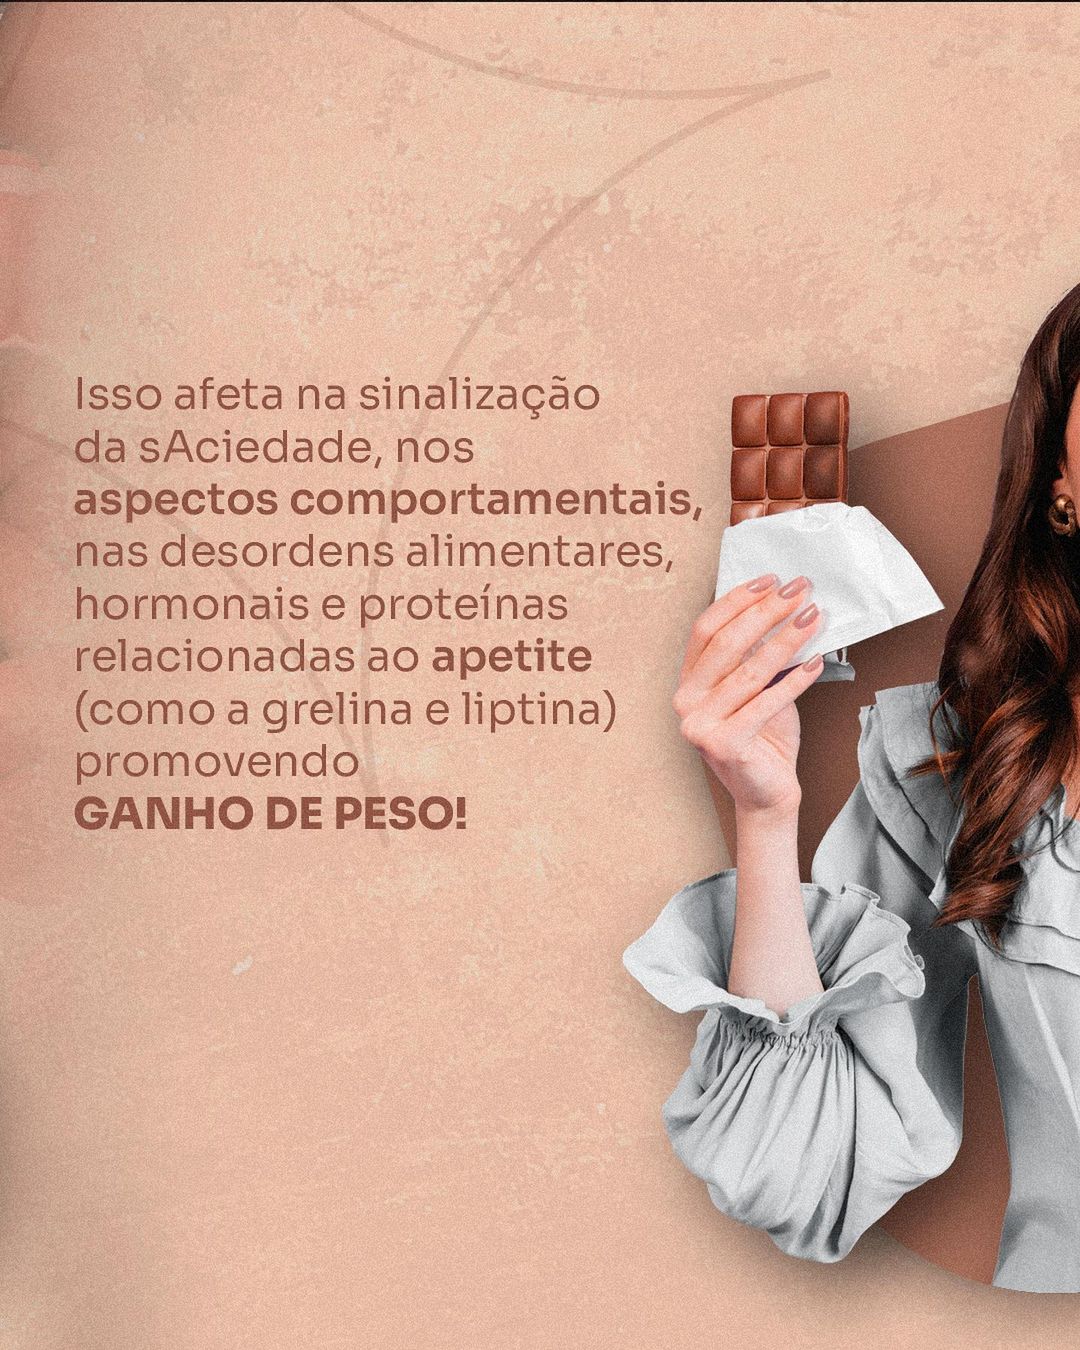 Isso afeta na sinalização
da sAciedade, nos
aspectos comportamentais,
nas desordens alimentares,
hormonais e proteínas
relacionadas ao apetite
(como a grelina e liptina)
promovendo
GANHO DE PESO!